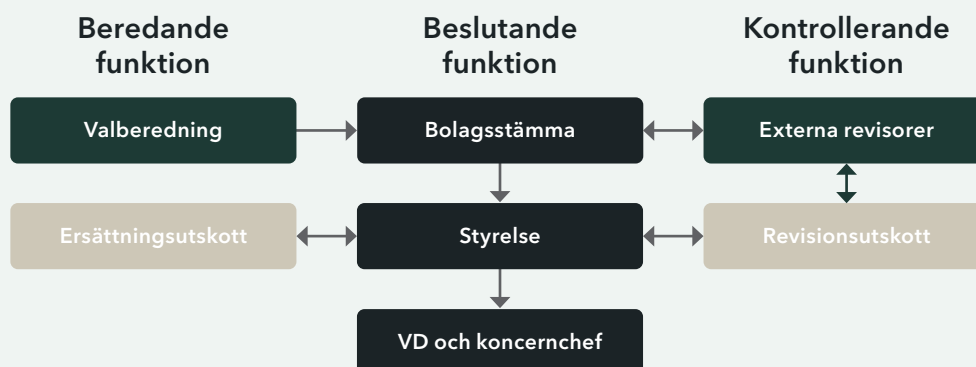 Beredande
funktion
Beslutande
funktion
Kontrollerande
funktion
Valberedning
Bolagsstämma
Externa revisorer
Ersättningsutskott
Styrelse
Revisionsutskott
VD och koncernchef